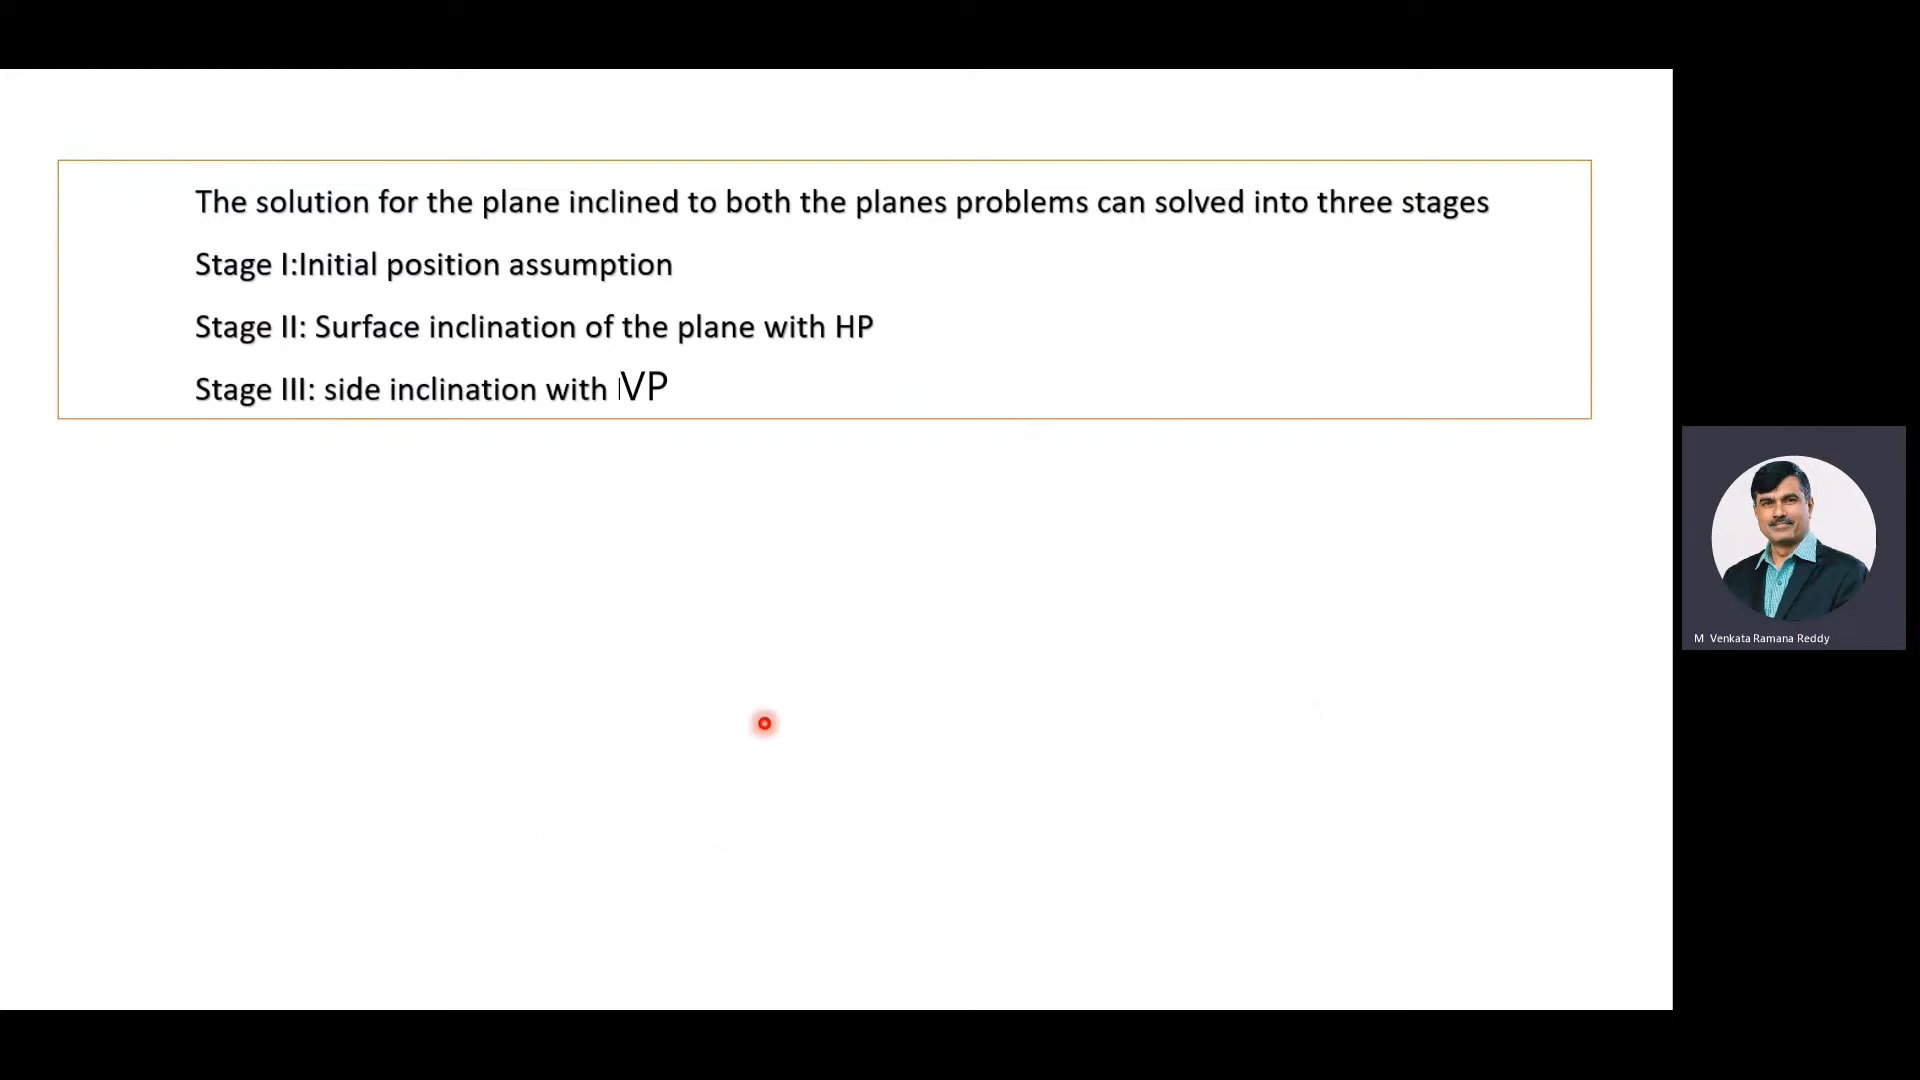 The solution for the plane inclined to both the planes problems can solved into three stages
Stage I:Initial position assumption
Stage II: Surface inclination of the plane with HP
Stage III: side inclination with VP
M Venkata Ramana Reddy